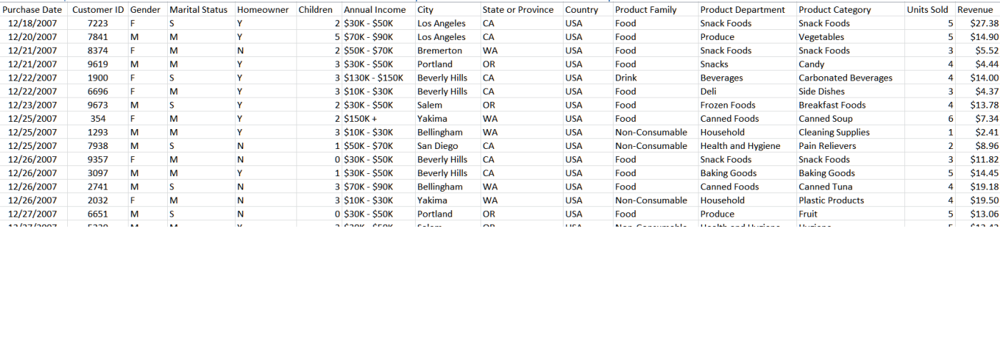 Purchase Date Customer ID Gender Marital Status Homeowner Children Annual Income City State or Province Country Product Family Product Department Product Category Units Sold Revenue
12/18/2007 7223 F S Y 2 $30K - $50K Los Angeles CA USA Food Snack Foods Snack Foods 5 $27.38
12/20/2007 7841 M M Y 5 $70K - $90K Los Angeles CA USA Food Produce Vegetables 5 $14.90
12/21/2007 8374 F M N 2 $50K - $70K Bremerton WA USA Food Snack Foods Snack Foods 3 $5.52
12/21/2007 9619 M M Y 3 $30K - $50K Portland OR USA Food Snacks Candy 4 $4.44
12/22/2007 1900 F S Y 3 $130K - $150K Beverly Hills CA USA Drink Beverages Carbonated Beverages 4 $14.00
12/22/2007 6696 F M Y 3 $10K - $30K Beverly Hills CA USA Food Deli Side Dishes 3 $4.37
12/23/2007 9673 M S Y 2 $30K - $50K Salem OR USA Food Frozen Foods Breakfast Foods 4 $13.78
12/25/2007 354 F M Y 2 $150K + Yakima WA USA Food Canned Foods Canned Soup 6 $7.34
12/25/2007 1293 M M Y 3 $10K - $30K Bellingham WA USA Non-Consumable Household Cleaning Supplies 1 $2.41
12/25/2007 7938 M S N 1 $50K - $70K San Diego CA USA Non-Consumable Health and Hygiene Pain Relievers 2 $8.96
12/26/2007 9357 F M N 0 $30K - $50K Beverly Hills CA USA Food Snack Foods Snack Foods 3 $11.82
12/26/2007 3097 M M Y 1 $30K - $50K Beverly Hills CA USA Food Baking Goods Baking Goods 5 $14.45
12/26/2007 2741 M S N 3 $70K - $90K Bellingham WA USA Food Canned Foods Canned Tuna 4 $19.18
12/26/2007 2032 F M N 3 $10K - $30K Yakima WA USA Non-Consumable Household Plastic Products 4 $19.50
12/27/2007 6651 M S N 0 $30K - $50K Portland OR USA Food Produce Fruit 5 $13.06